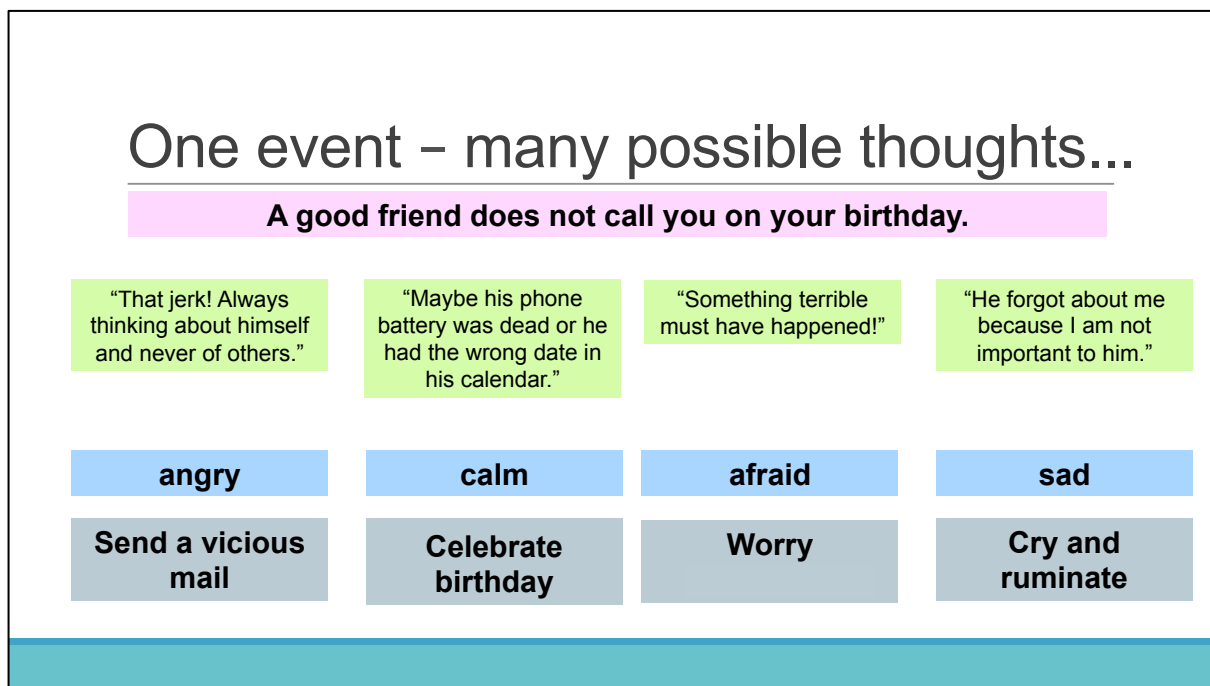 One event – many possible thoughts...
A good friend does not call you on your birthday.
“That jerk! Always
thinking about himself
and never of others.”
“Maybe his phone
battery was dead or he
had the wrong date in
his calendar.”
“Something terrible
must have happened!”
“He forgot about me
because I am not
important to him.”
angry
calm
afraid
sad
Send a vicious
mail
Celebrate
birthday
Worry
Cry and
ruminate